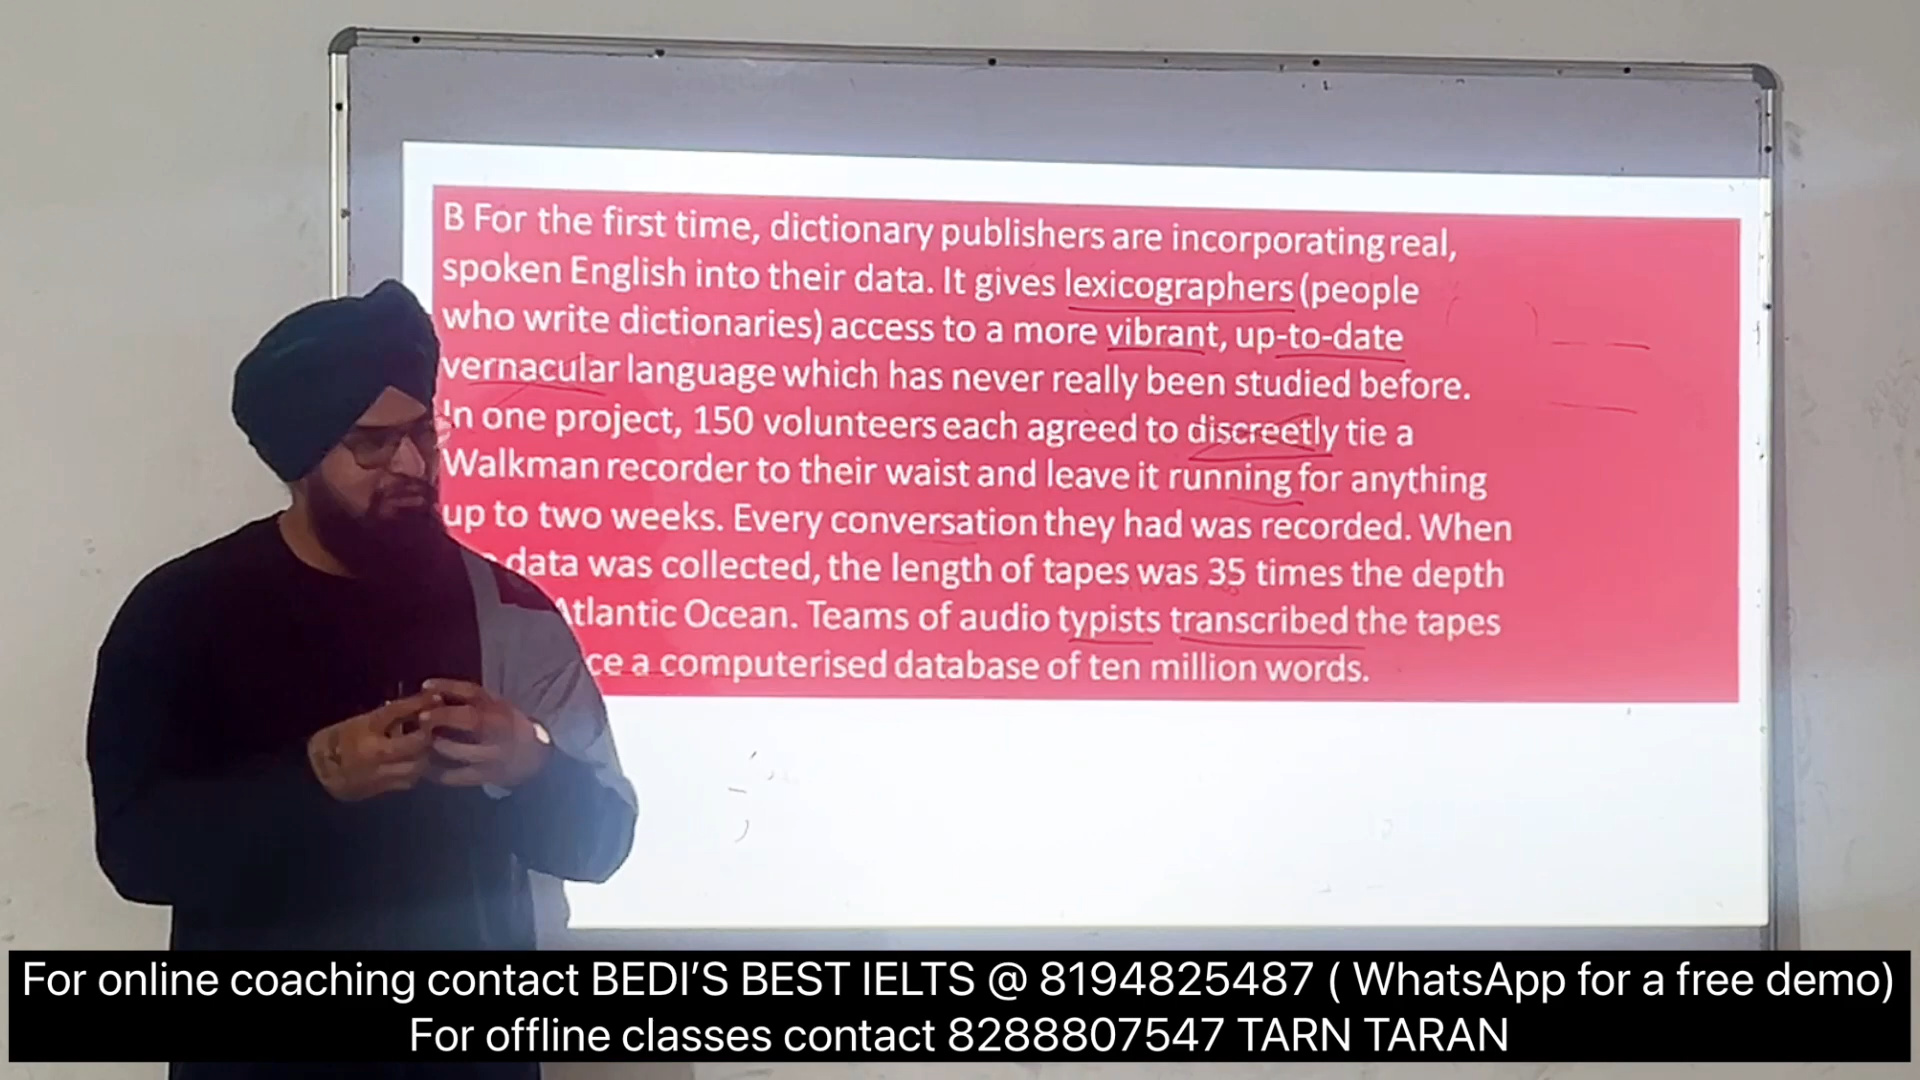 B For the first time, dictionary publishers are incorporating real,
spoken English into their data. It gives lexicographers (people
who write dictionaries) access to a more vibrant, up-to-date
vernacular language which has never really been studied before.
In one project, 150 volunteers each agreed to discreetly tie a
Walkman recorder to their waist and leave it running for anything
up to two weeks. Every conversation they had was recorded. When
data was collected, the length of tapes was 35 times the depth
Atlantic Ocean. Teams of audio typists transcribed the tapes
a computerised database of ten million words.
For online coaching contact BEDI’S BEST IELTS @ 8194825487 ( WhatsApp for a free demo)
For offline classes contact 8288807547 TARN TARAN